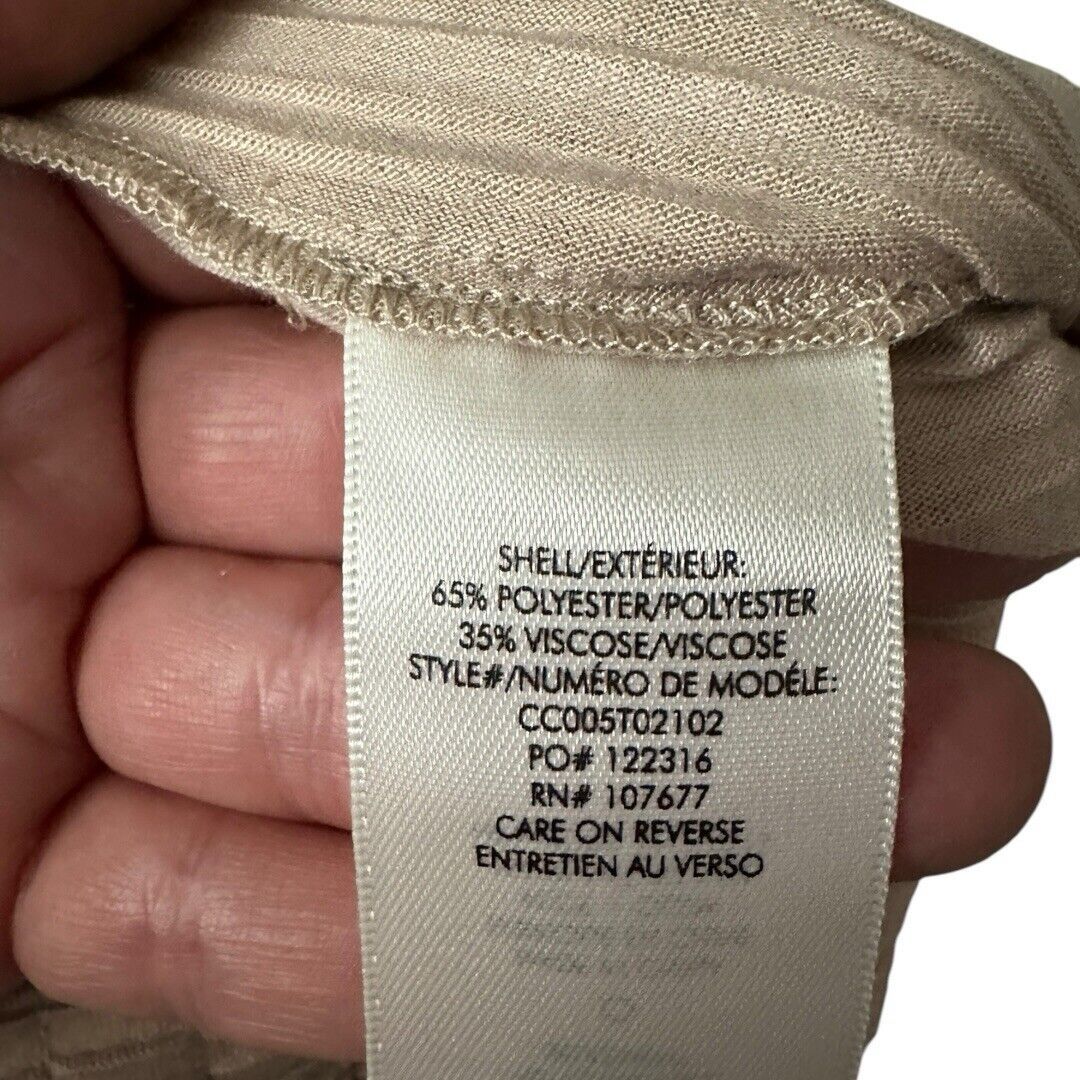 SHELL/EXTÉRIEUR:
65% POLYESTER/POLYESTER
35% VISCOSE/VISCOSE
STYLE#/NUMÉRO DE MODÉLE:
CC005T02102
PO# 122316
RN# 107677
CARE ON REVERSE
ENTRETIEN AU VERSO